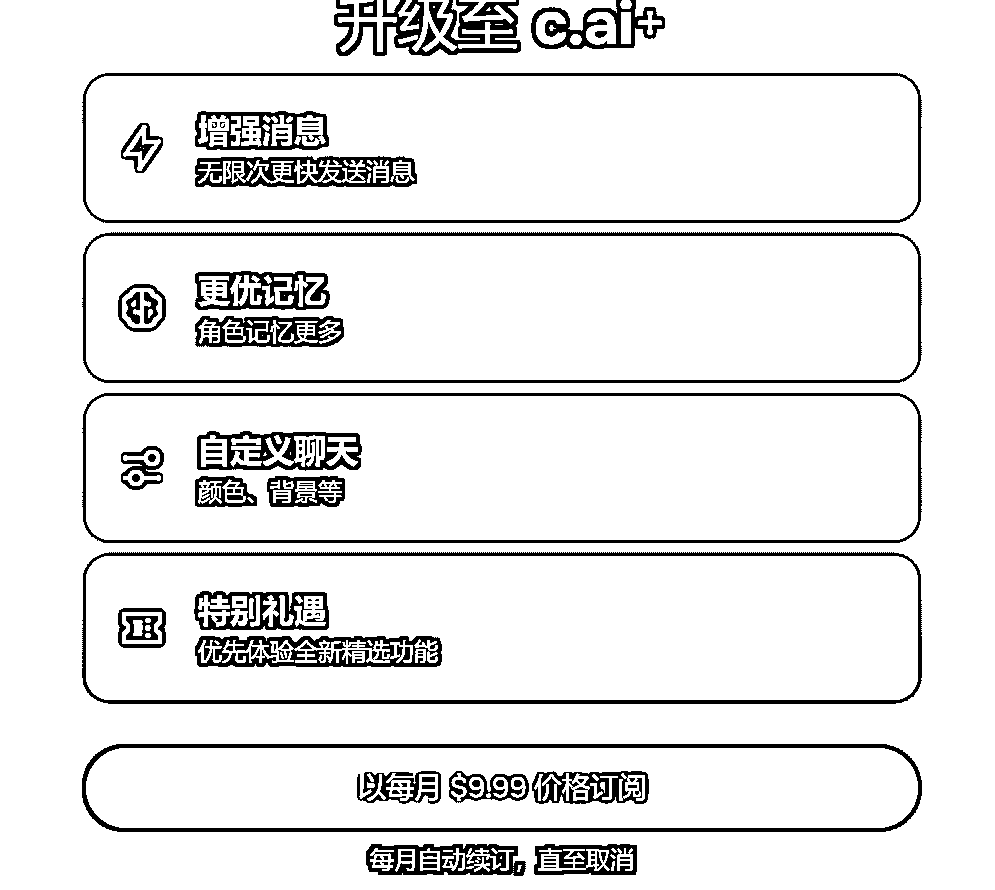 升级至 c.ai+
增强消息
无限次更快发送消息
更优记忆
角色记忆更多
自定义聊天
颜色、背景等
特别礼遇
优先体验全新精选功能
以每月 $9.99 价格订阅
每月自动续订，直至取消